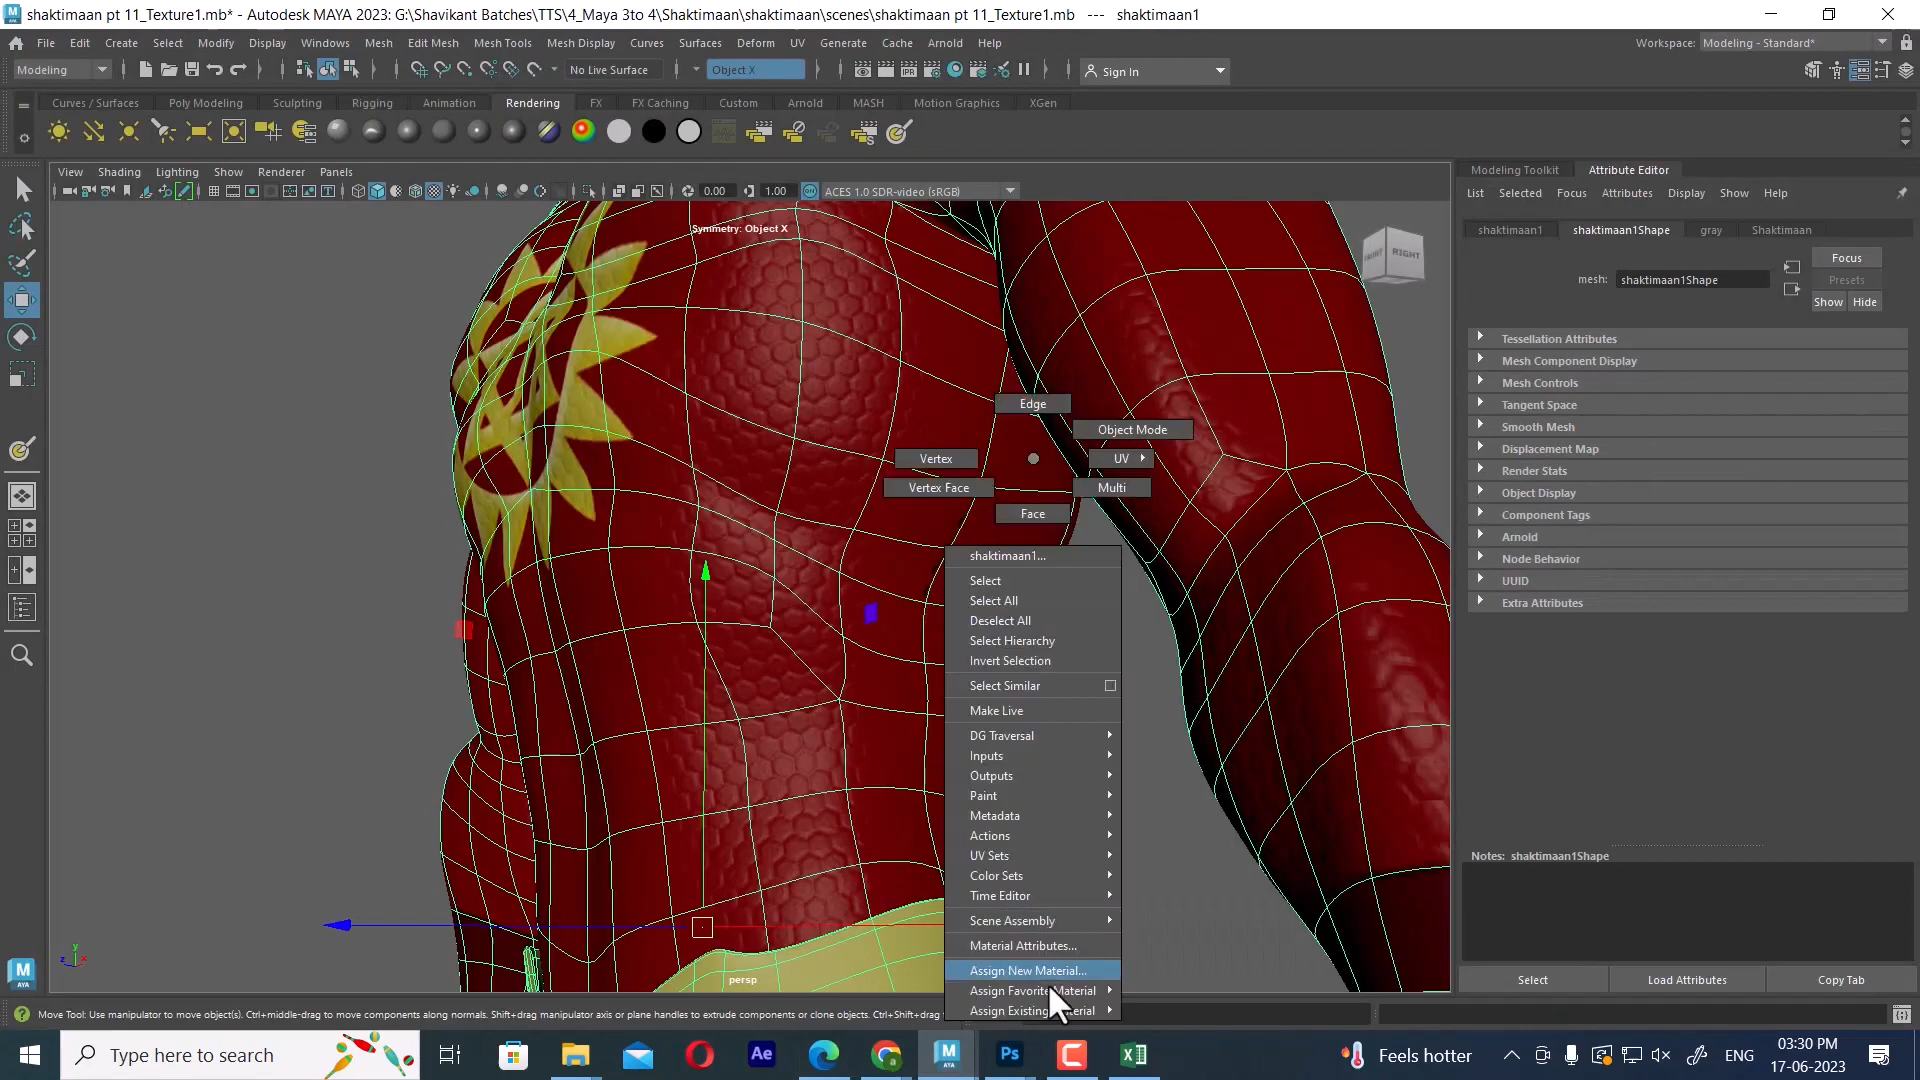 shaktimaan pt 11_Texture1.mb* - Autodesk MAYA 2023: G:\Shavikant Batches\TTS\4_Maya 3to 4\Shaktimaan\shaktimaan\scenes\shaktimaan pt 11_Texture1.mb --- shaktimaan1
File Edit Create Select Modify Display Windows Mesh Edit Mesh Mesh Tools Mesh Display Curves Surfaces Deform UV Generate Cache Arnold Help
Workspace: Modeling - Standard*
Modeling No Live Surface Object X Sign In
Curves / Surfaces Poly Modeling Sculpting Rigging Animation Rendering FX FX Caching Custom Arnold MASH Motion Graphics XGen
View Shading Lighting Show Renderer Panels
0.00 1.00 ACES 1.0 SDR-video (sRGB)
Symmetry: Object X
FRONT RIGHT
Edge
Object Mode
Vertex
UV
Vertex Face
Multi
Face
shaktimaan1...
Select
Select All
Deselect All
Select Hierarchy
Invert Selection
Select Similar
Make Live
DG Traversal
Inputs
Outputs
Paint
Metadata
Actions
UV Sets
Color Sets
Time Editor
Scene Assembly
Material Attributes...
Assign New Material...
Assign Favorite Material
Assign Existing Material
persp
Modeling Toolkit Attribute Editor
List Selected Focus Attributes Display Show Help
shaktimaan1 shaktimaan1Shape gray Shaktimaan
Focus
mesh: shaktimaan1Shape
Presets
Show Hide
Tessellation Attributes
Mesh Component Display
Mesh Controls
Tangent Space
Smooth Mesh
Displacement Map
Render Stats
Object Display
Component Tags
Arnold
Node Behavior
UUID
Extra Attributes
Notes: shaktimaan1Shape
Select Load Attributes Copy Tab
Move Tool: Use manipulator to move object(s). Ctrl+middle-drag to move components along normals. Shift+drag manipulator axis or plane handles to extrude components or clone objects. Ctrl+Shift+drag
Type here to search
Feels hotter
ENG
03:30 PM
17-06-2023